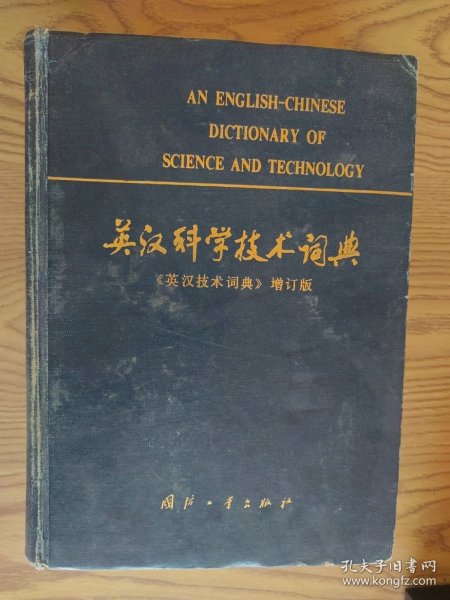 AN ENGLISH-CHINESE
DICTIONARY OF
SCIENCE AND TECHNOLOGY
英汉科学技术词典
《英汉技术词典》增订版
国防工业出版社
孔夫子旧书网
www.kongfz.com